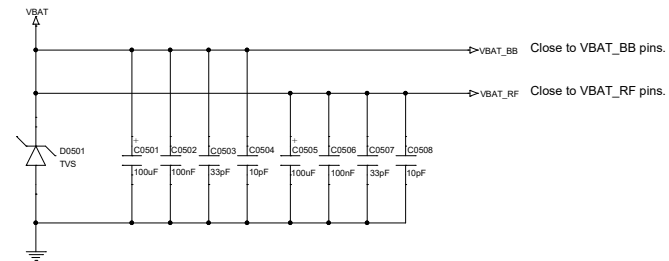 VBAT
VBAT_BB Close to VBAT_BB pins.
VBAT_RF Close to VBAT_RF pins.
D0501
TVS
+ C0501 C0502 C0503 C0504 + C0505 C0506 C0507 C0508
100uF 100nF 33pF 10pF 100uF 100nF 33pF 10pF